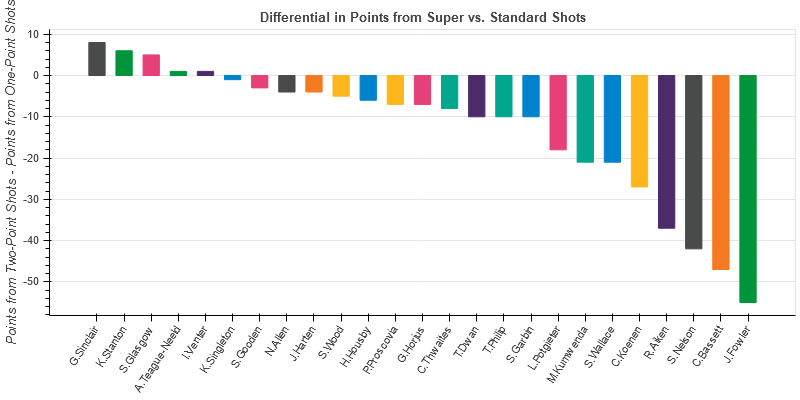 Differential in Points from Super vs. Standard Shots
Points from Two-Point Shots - Points from One-Point Shots
10
0
-10
-20
-30
-40
-50
G.Sinclair
K.Stanton
S.Glasgow
A.Teague-Neeld
I.Venter
K.Singleton
S.Gooden
N.Allen
J.Harten
S.Wood
H.Housby
P.Proscovia
G.Horjus
C.Thwaites
T.Dwan
T.Philip
S.Garbin
L.Potgieter
M.Kumwenda
S.Wallace
C.Koenen
R.Aiken
S.Nelson
C.Bassett
J.Fowler